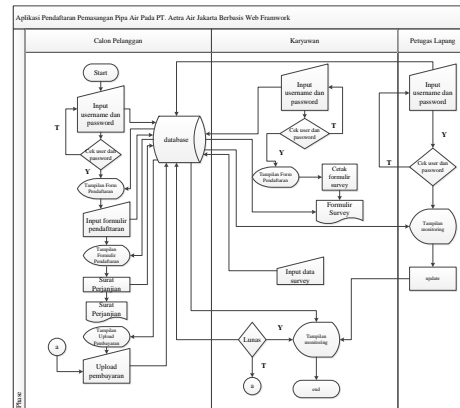 Aplikasi Pendaftaran Pemasangan Pipa Air Pada PT. Aetra Air Jakarta Berbasis Web Framwork
Calon Pelanggan
Karyawan
Petugas Lapang
Start
Input
username dan
password
T
Cek user dan
password
Y
Tampilan Form
Pendaftaran
Input formulir
pendafttaran
Tampilan
Formulir
Pendaftaran
Surat
Perjanjian
Surat
Perjanjian
Tampilan
Upload
Pembayaran
a
Upload
pembayaran
database
Input
username dan
password
T
Cek user dan
password
Y
Tampilan Form
Pendaftaran
Cetak
formulir
survey
Formulir
Survey
Input data
survey
Lunas
Y
T
a
Tampilan
monitoring
end
Input
username dan
password
Y
T
Cek user dan
password
Tampilan
monitoring
update
Phase